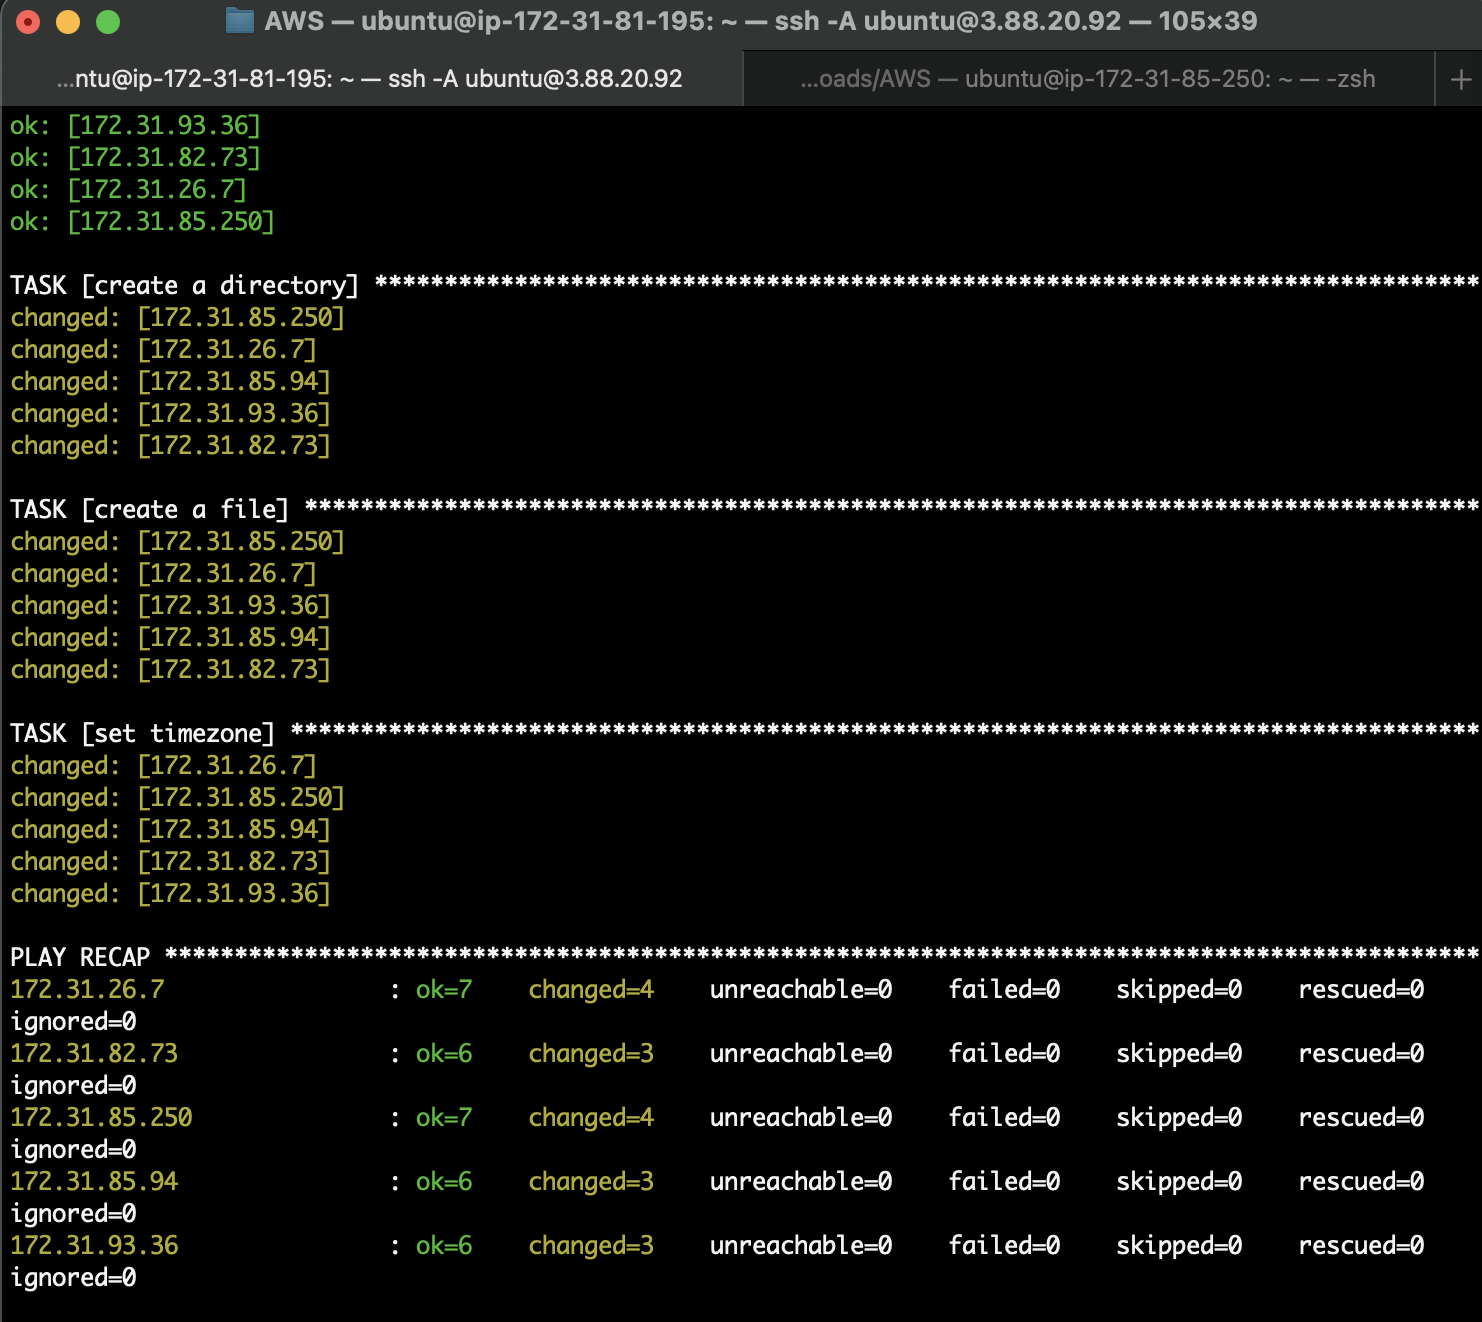 AWS — ubuntu@ip-172-31-81-195: ~ — ssh -A ubuntu@3.88.20.92 — 105×39
...ntu@ip-172-31-81-195: ~ — ssh -A ubuntu@3.88.20.92
...oads/AWS — ubuntu@ip-172-31-85-250: ~ — -zsh
+
ok: [172.31.93.36]
ok: [172.31.82.73]
ok: [172.31.26.7]
ok: [172.31.85.250]
TASK [create a directory] *******************************************************************************
changed: [172.31.85.250]
changed: [172.31.26.7]
changed: [172.31.85.94]
changed: [172.31.93.36]
changed: [172.31.82.73]
TASK [create a file] ************************************************************************************
changed: [172.31.85.250]
changed: [172.31.26.7]
changed: [172.31.93.36]
changed: [172.31.85.94]
changed: [172.31.82.73]
TASK [set timezone] *************************************************************************************
changed: [172.31.26.7]
changed: [172.31.85.250]
changed: [172.31.85.94]
changed: [172.31.82.73]
changed: [172.31.93.36]
PLAY RECAP **********************************************************************************************
172.31.26.7                : ok=7    changed=4    unreachable=0    failed=0    skipped=0    rescued=0
ignored=0
172.31.82.73               : ok=6    changed=3    unreachable=0    failed=0    skipped=0    rescued=0
ignored=0
172.31.85.250              : ok=7    changed=4    unreachable=0    failed=0    skipped=0    rescued=0
ignored=0
172.31.85.94               : ok=6    changed=3    unreachable=0    failed=0    skipped=0    rescued=0
ignored=0
172.31.93.36               : ok=6    changed=3    unreachable=0    failed=0    skipped=0    rescued=0
ignored=0